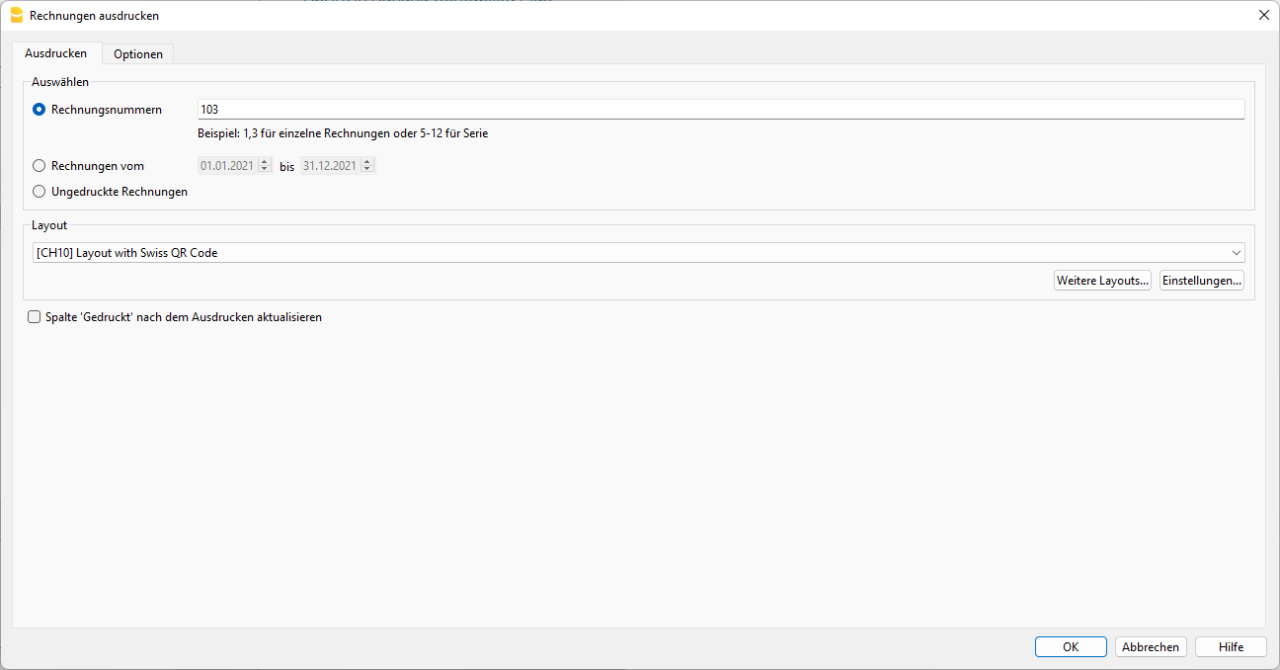 Rechnungen ausdrucken
Ausdrucken Optionen
Auswählen
Rechnungsnummern 103
Beispiel: 1,3 für einzelne Rechnungen oder 5-12 für Serie
Rechnungen vom 01.01.2021 bis 31.12.2021
Ungedruckte Rechnungen
Layout
[CH10] Layout with Swiss QR Code
Weitere Layouts... Einstellungen...
Spalte 'Gedruckt' nach dem Ausdrucken aktualisieren
OK Abbrechen Hilfe